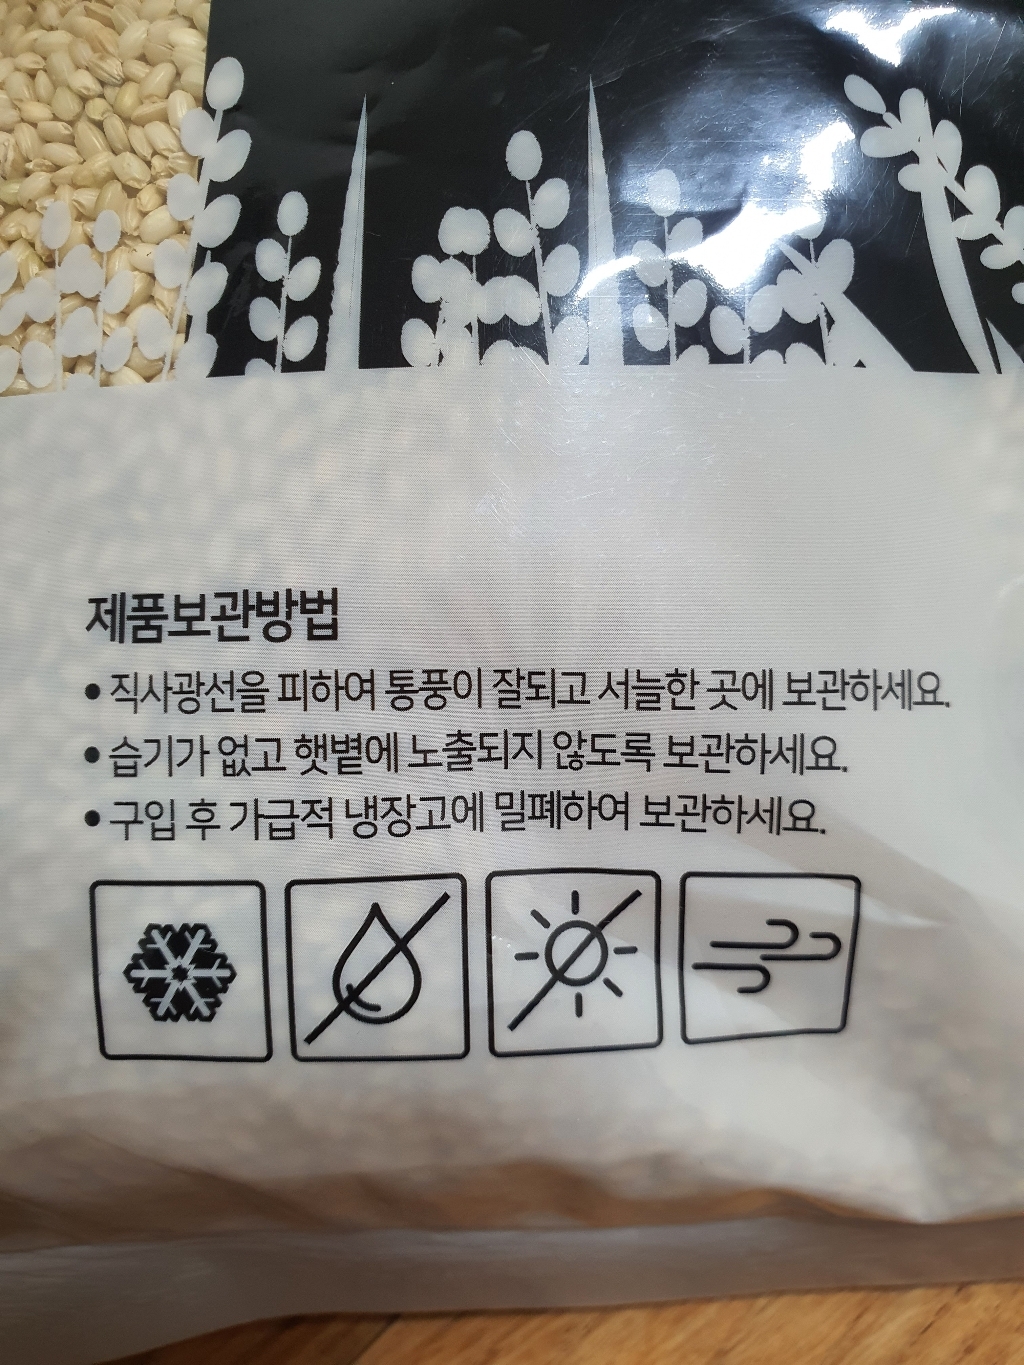 제품보관방법
• 직사광선을 피하여 통풍이 잘되고 서늘한 곳에 보관하세요.
• 습기가 없고 햇볕에 노출되지 않도록 보관하세요.
• 구입 후 가급적 냉장고에 밀폐하여 보관하세요.